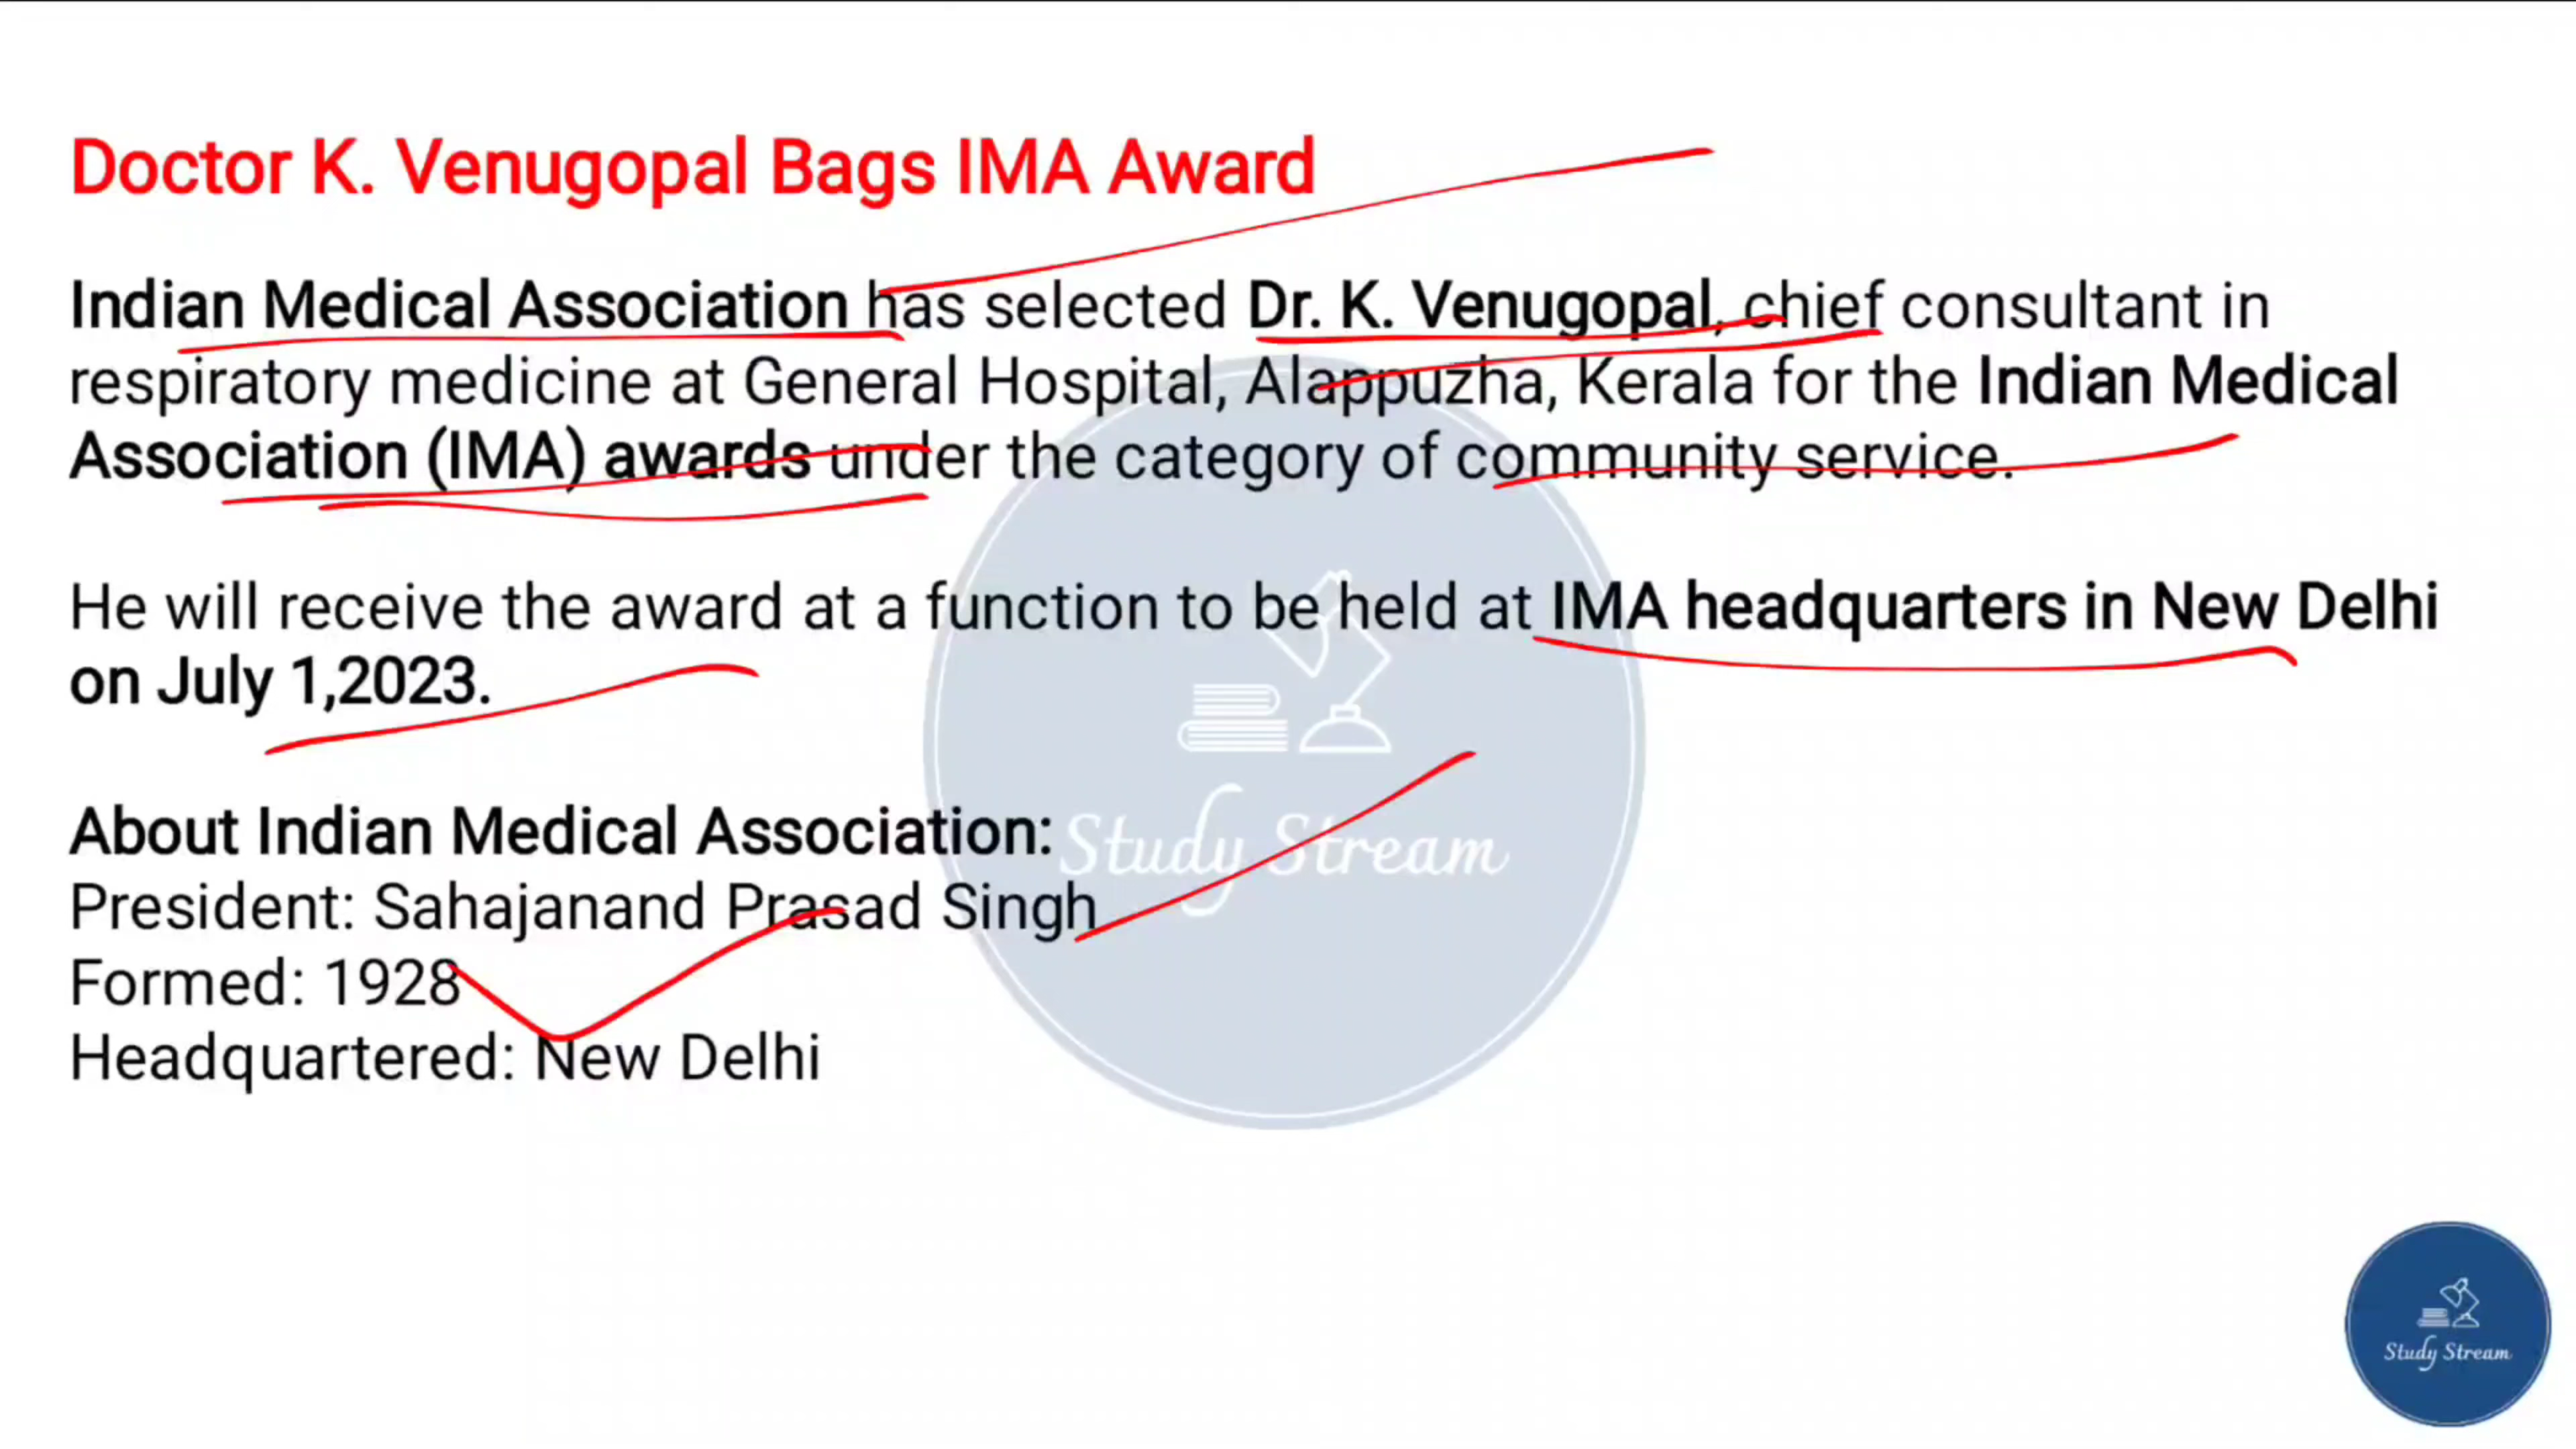 Doctor K. Venugopal Bags IMA Award
Indian Medical Association has selected Dr. K. Venugopal, chief consultant in
respiratory medicine at General Hospital, Alappuzha, Kerala for the Indian Medical
Association (IMA) awards under the category of community service.
He will receive the award at a function to be held at IMA headquarters in New Delhi
on July 1,2023.
About Indian Medical Association:
President: Sahajanand Prasad Singh
Formed: 1928
Headquartered: New Delhi
Study Stream
Study Stream